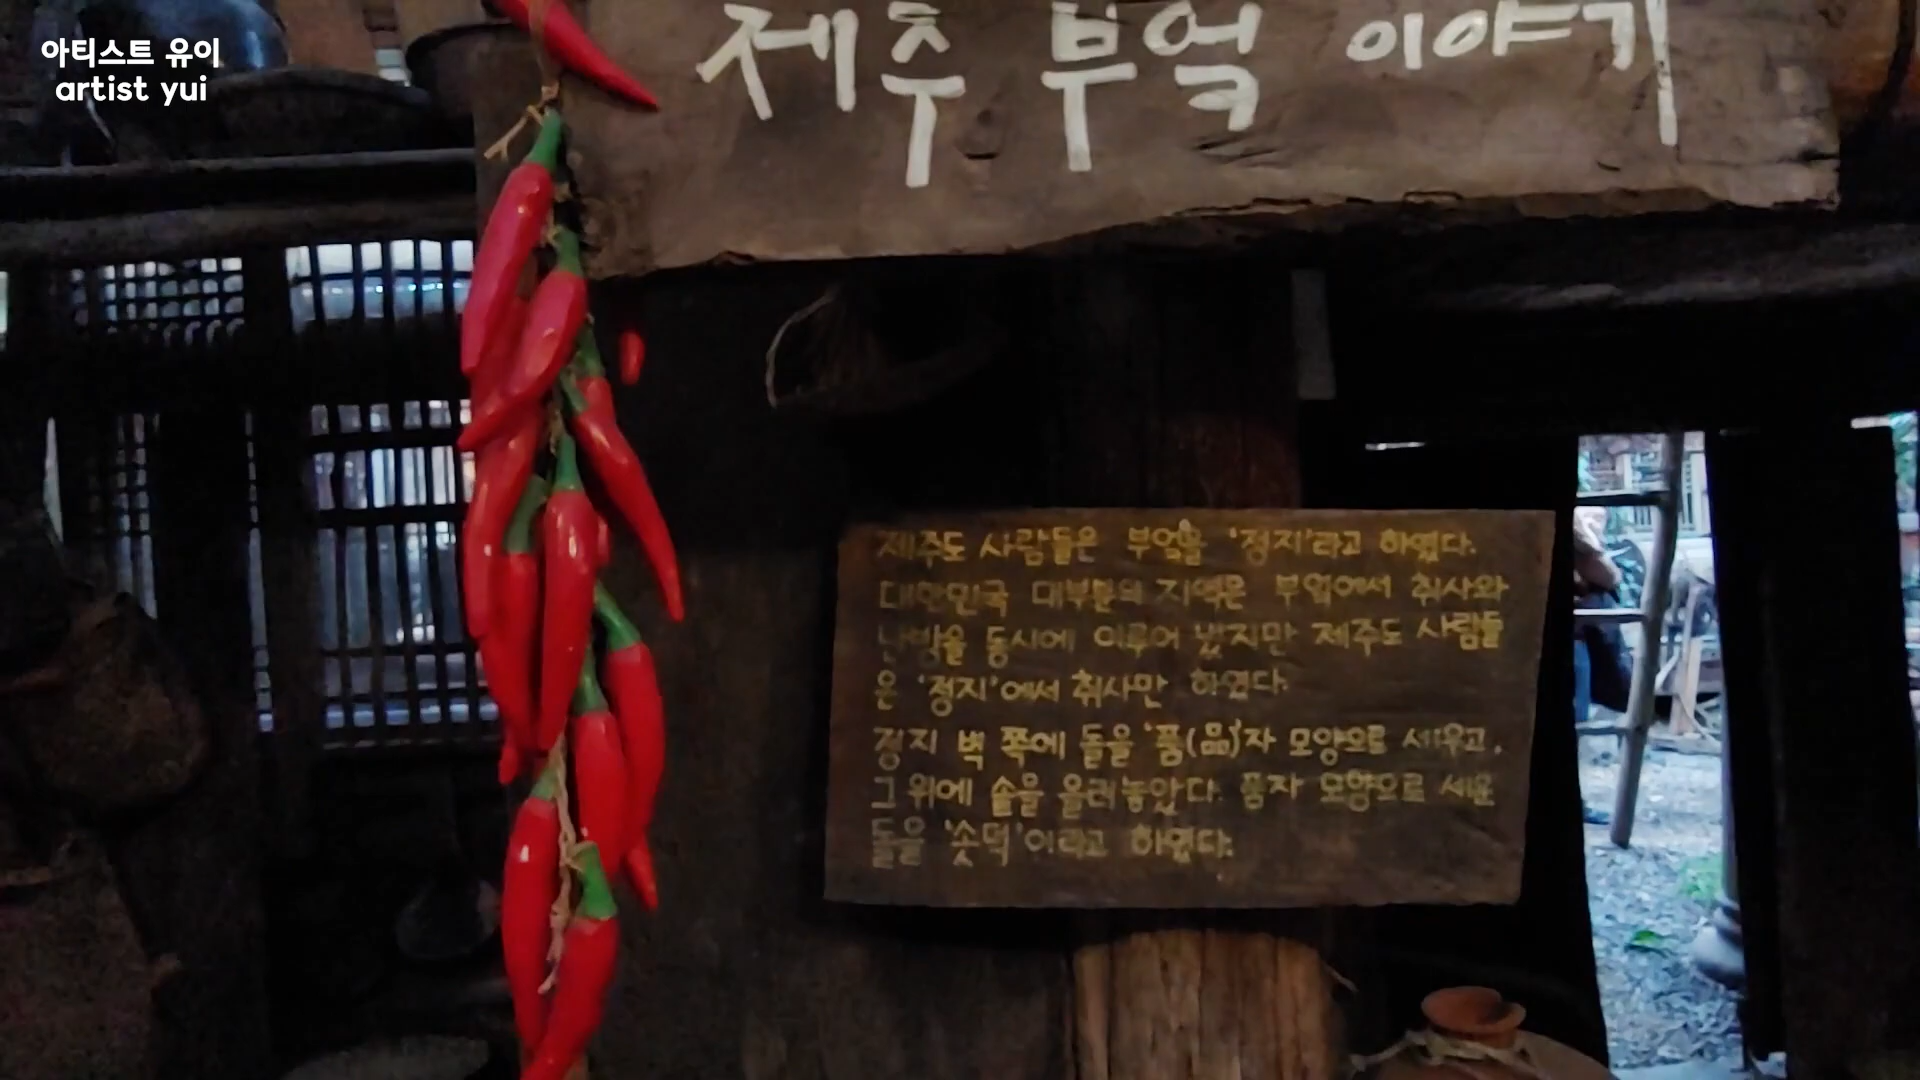 아티스트 유이
artist yui
제주 부엌 이야기
제주도 사람들은 부엌을 '정지'라고 하였다.
대한민국 대부분의 지역은 부엌에서 취사와
난방을 동시에 이루어 냈지만 제주도 사람들
은 '정지'에서 취사만 하였다.
정지 벽 쪽에 돌을 '품(品)'자 모양으로 세우고,
그 위에 솥을 올려놓았다. 품자 모양으로 세운
돌을 '솟덕'이라고 하였다.